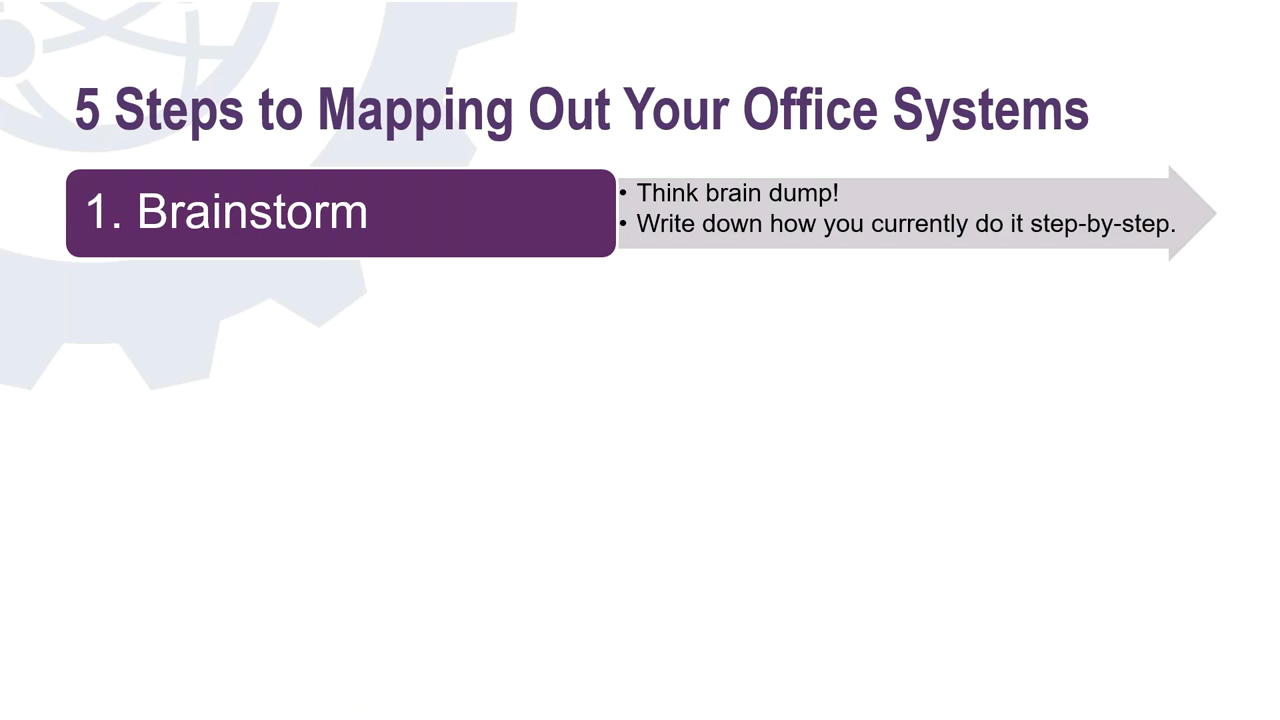 5 Steps to Mapping Out Your Office Systems
1. Brainstorm
• Think brain dump!
• Write down how you currently do it step-by-step.